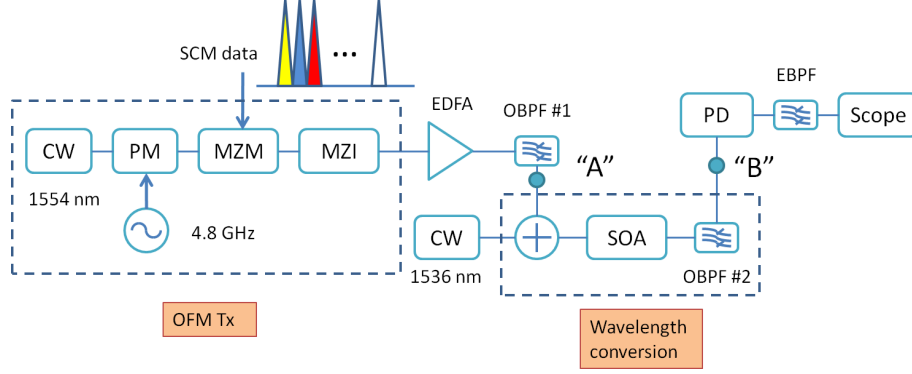 SCM data
...
EDFA
OBPF #1
EBPF
CW
PM
MZM
MZI
PD
Scope
1554 nm
"A"
"B"
4.8 GHz
CW
SOA
1536 nm
OBPF #2
OFM Tx
Wavelength
conversion